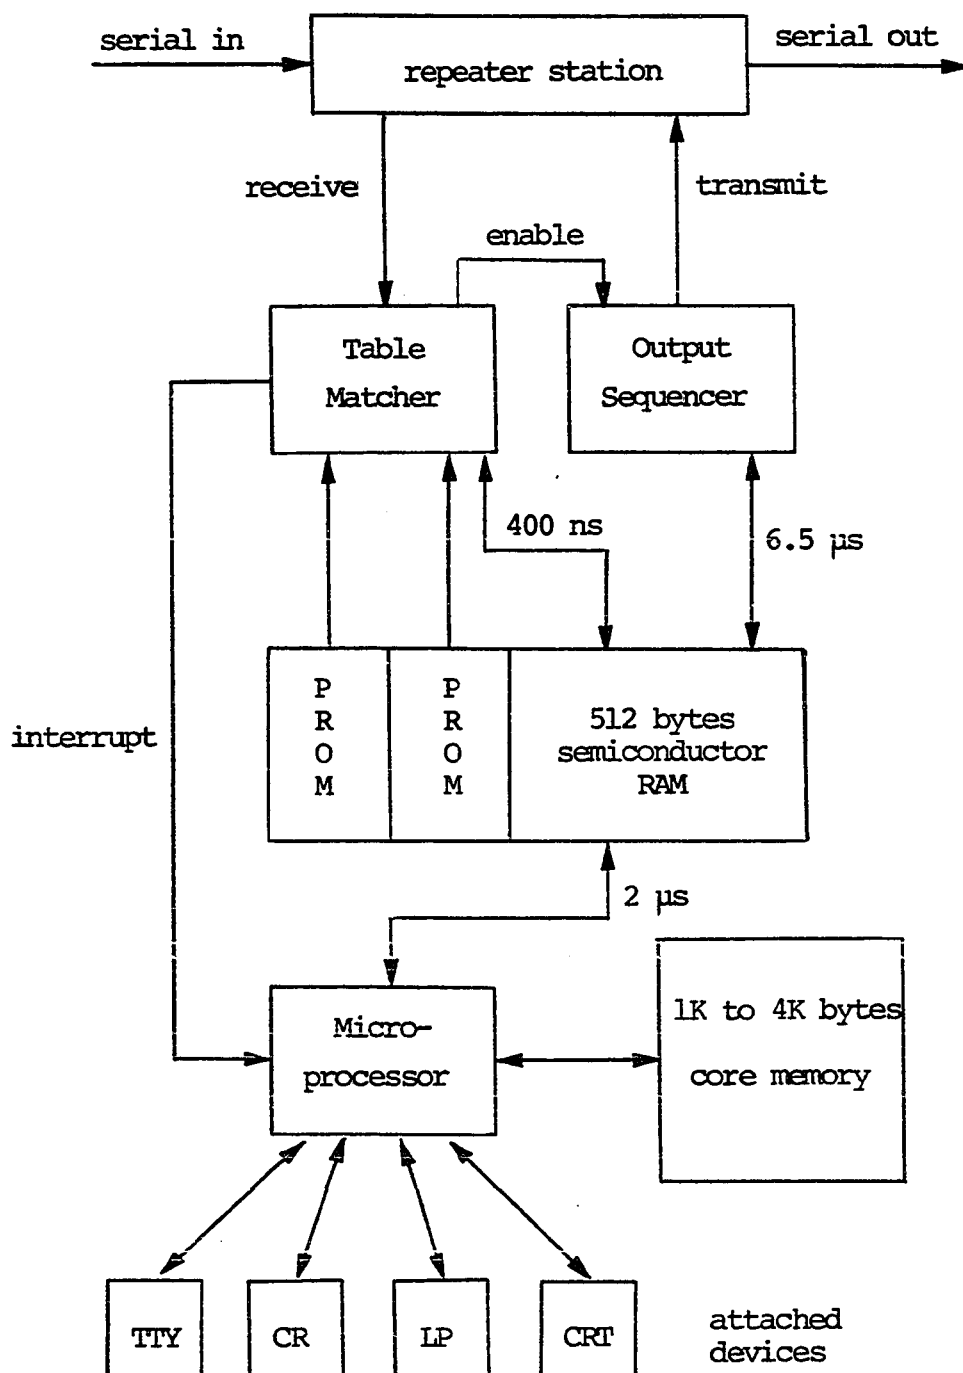 serial in
repeater station
serial out
receive
transmit
enable
Table
Matcher
Output
Sequencer
400 ns
6.5 µs
P
R
O
M
P
R
O
M
512 bytes
semiconductor
RAM
interrupt
2 µs
Micro-
processor
1K to 4K bytes
core memory
TTY
CR
LP
CRT
attached
devices